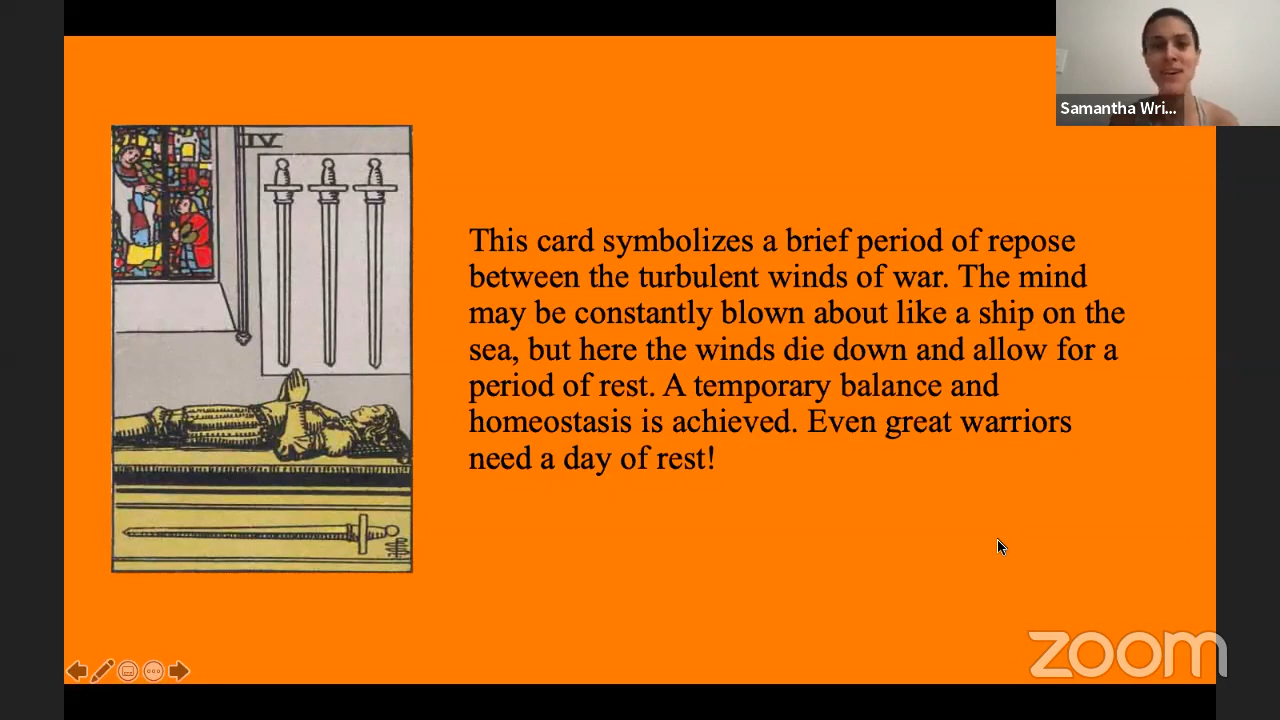 Samantha Wri...
IV
This card symbolizes a brief period of repose
between the turbulent winds of war. The mind
may be constantly blown about like a ship on the
sea, but here the winds die down and allow for a
period of rest. A temporary balance and
homeostasis is achieved. Even great warriors
need a day of rest!
zoom